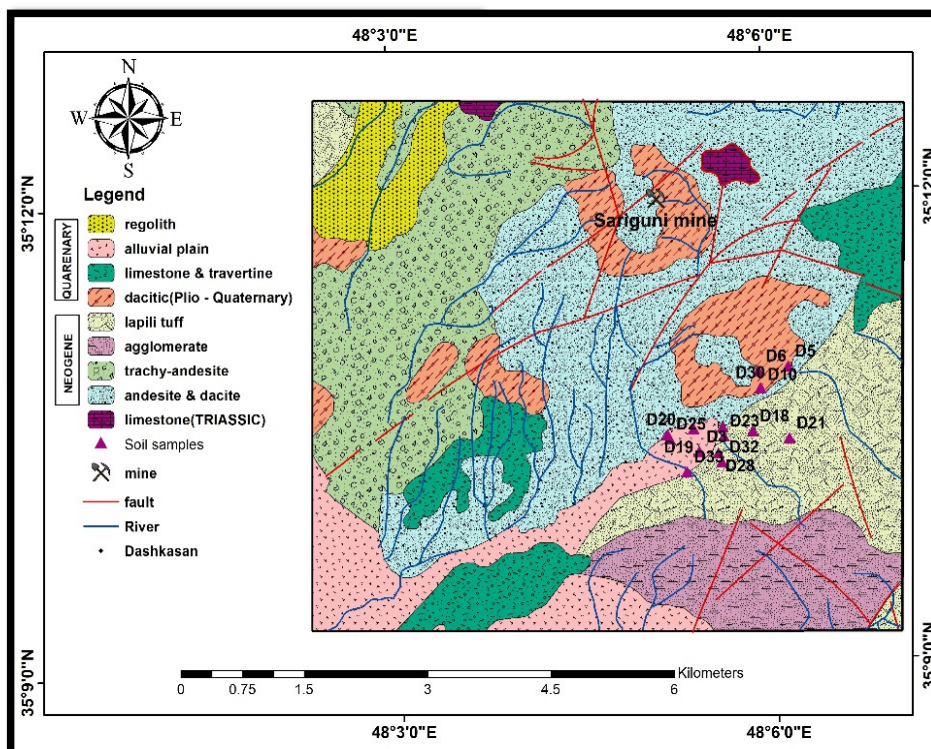 48°3'0"E
48°6'0"E
N
W
E
S
35°12'0"N
35°12'0"N
Sariguni mine
Legend
QUARENARY
regolith
alluvial plain
limestone & travertine
dacitic(Plio - Quaternary)
NEOGENE
lapili tuff
agglomerate
trachy-andesite
andesite & dacite
limestone(TRIASSIC)
Soil samples
mine
fault
River
Dashkasan
D6
D5
D30
D10
D18
D20
D25
D23
D21
D19
D3
D32
D33
D28
35°9'0"N
35°9'0"N
Kilometers
0
0.75
1.5
3
4.5
6
48°3'0"E
48°6'0"E